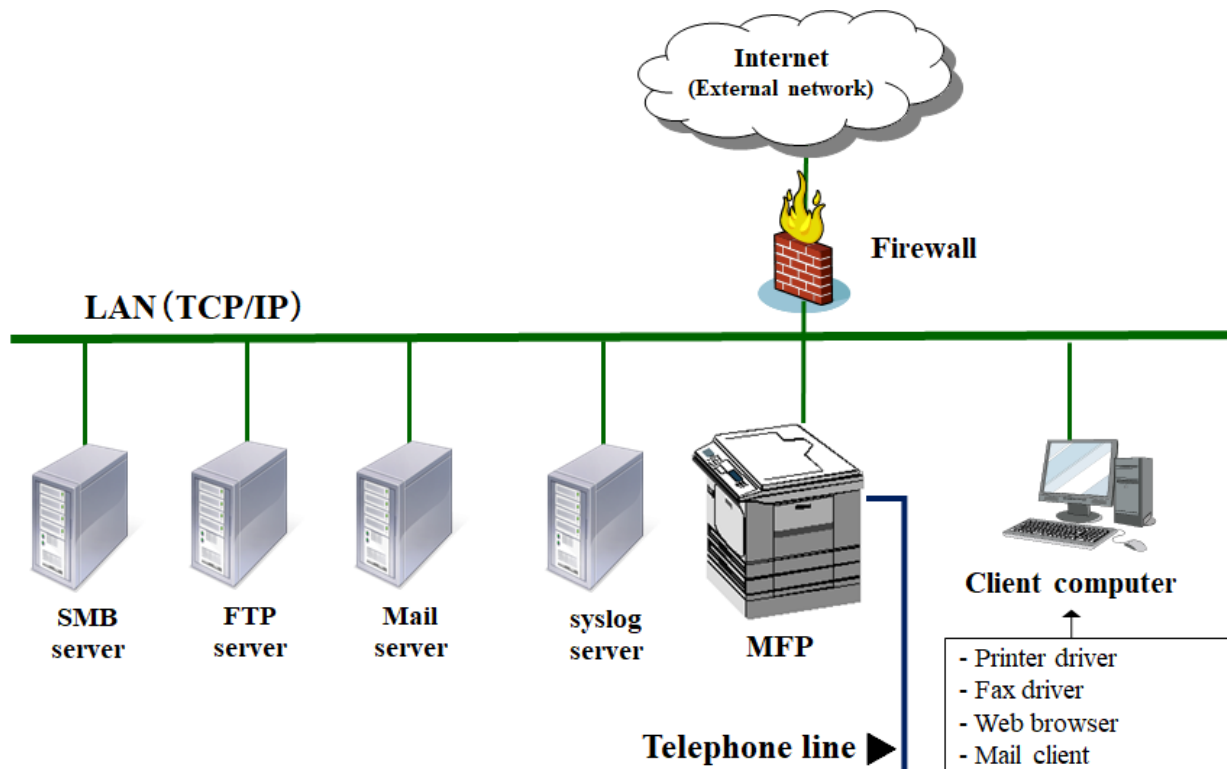 Internet
(External network)
Firewall
LAN（TCP/IP）
SMB
server
FTP
server
Mail
server
syslog
server
MFP
Client computer
- Printer driver
- Fax driver
- Web browser
- Mail client
Telephone line